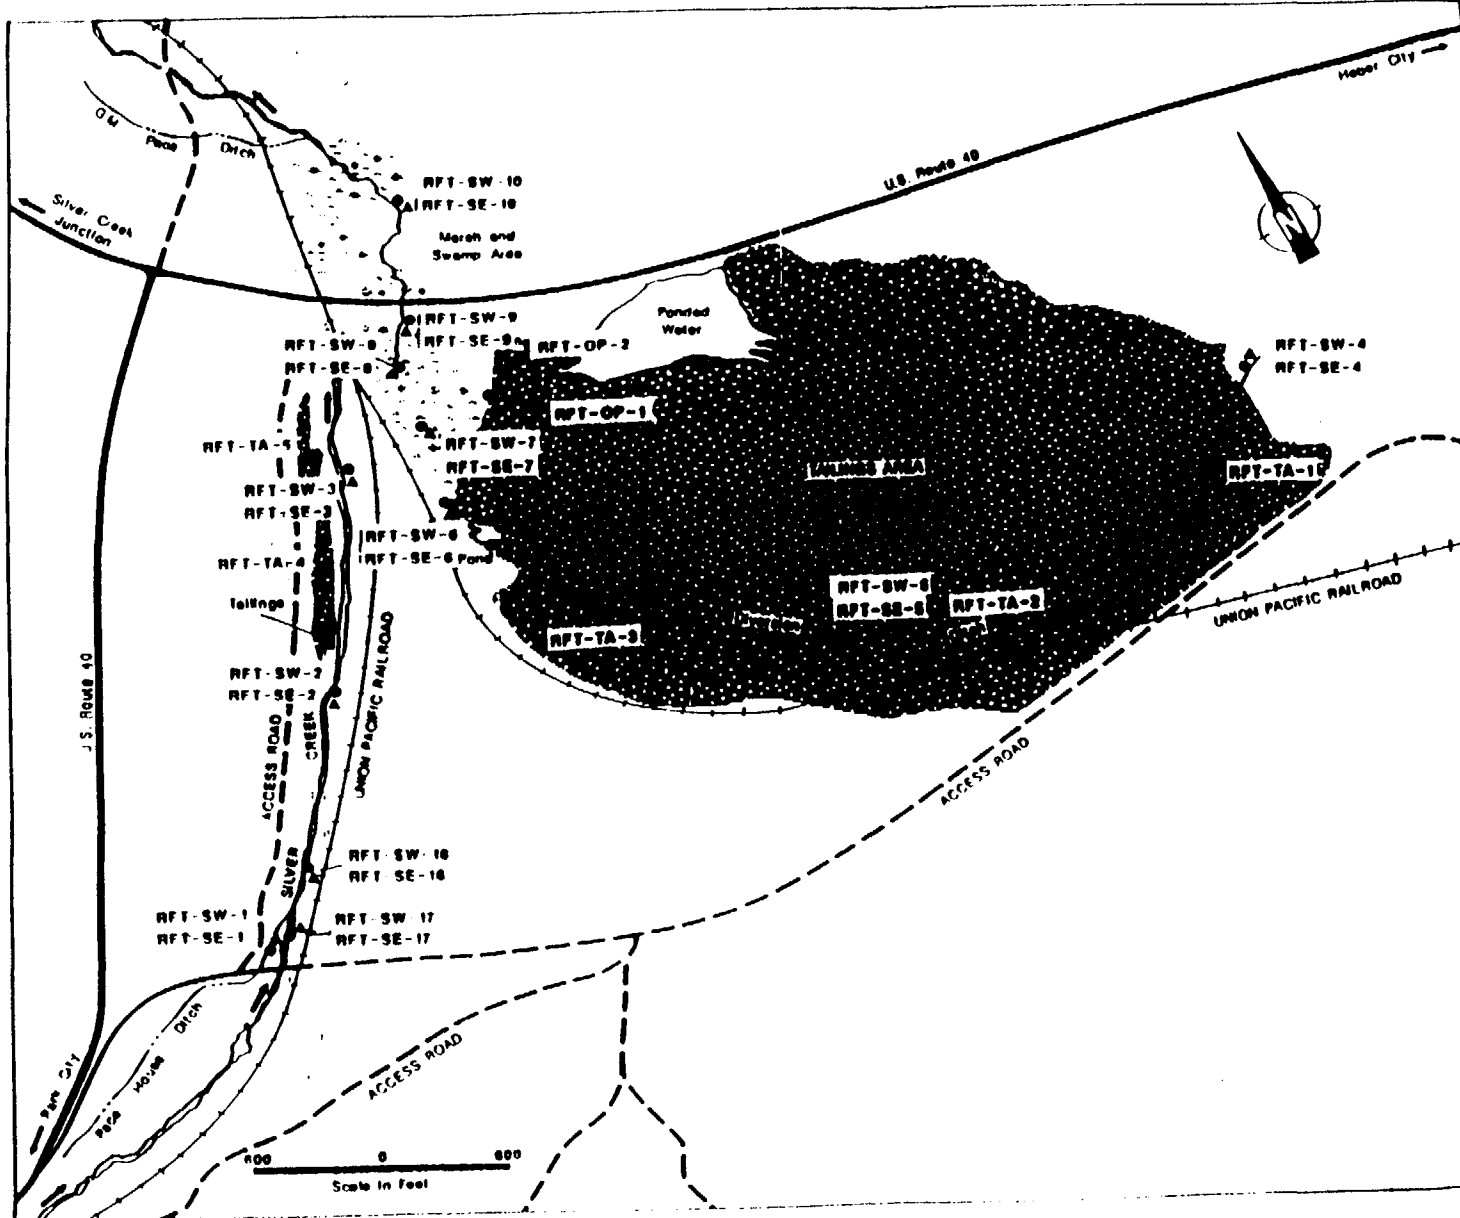 Heber City
U.S. Route 40
G M Pace Ditch
Silver Creek
Junction
RFT-SW-10
RFT-SE-10
Marsh and
Swamp Area
N
RFT-SW-9
RFT-SE-9
RFT-SW-8
RFT-SE-8
RFT-OP-2
Ponded
Water
RFT-SW-4
RFT-SE-4
RFT-OP-1
RFT-TA-5
RFT-SW-7
RFT-SE-7
TAILINGS AREA
RFT-TA-1
RFT-SW-3
RFT-SE-3
RFT-SW-6
RFT-SE-6
Pond
RFT-TA-4
Tailings
RFT-SE-5
RFT-TA-2
RFT-TA-3
UNION PACIFIC RAILROAD
RFT-SW-2
RFT-SE-2
U.S. Route 40
ACCESS ROAD
SILVER CREEK
UNION PACIFIC RAILROAD
ACCESS ROAD
RFT-SW-16
RFT-SE-16
RFT-SW-1
RFT-SE-1
RFT-SW-17
RFT-SE-17
Park City
Pace House Ditch
ACCESS ROAD
600 0 600
Scale In Feet